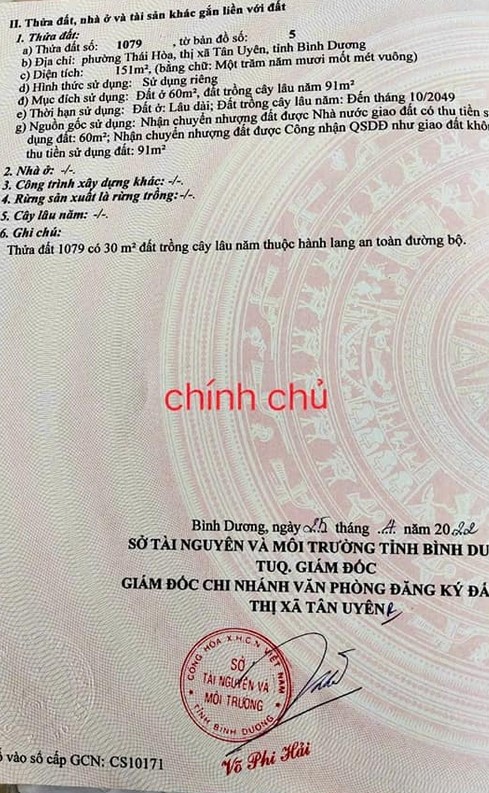 II. Thửa đất, nhà ở và tài sản khác gắn liền với đất
1. Thửa đất:
a) Thửa đất số: 1079 , tờ bản đồ số: 5
b) Địa chỉ: phường Thái Hòa, thị xã Tân Uyên, tỉnh Bình Dương
c) Diện tích: 151m², (bằng chữ: Một trăm năm mươi mốt mét vuông)
d) Hình thức sử dụng: Sử dụng riêng
đ) Mục đích sử dụng: Đất ở 60m², đất trồng cây lâu năm 91m²
e) Thời hạn sử dụng: Đất ở: Lâu dài; Đất trồng cây lâu năm: Đến tháng 10/2049
g) Nguồn gốc sử dụng: Nhận chuyển nhượng đất được Nhà nước giao đất có thu tiền s
dụng đất: 60m²; Nhận chuyển nhượng đất được Công nhận QSDĐ như giao đất khôn
thu tiền sử dụng đất: 91m²
2. Nhà ở: -/-.
3. Công trình xây dựng khác: -/-.
4. Rừng sản xuất là rừng trồng: -/-.
5. Cây lâu năm: -/-.
6. Ghi chú:
Thửa đất 1079 có 30 m² đất trồng cây lâu năm thuộc hành lang an toàn đường bộ.
chính chủ
Bình Dương, ngày 25 tháng 4 năm 2022
SỞ TÀI NGUYÊN VÀ MÔI TRƯỜNG TỈNH BÌNH DƯ
TUQ. GIÁM ĐỐC
GIÁM ĐỐC CHI NHÁNH VĂN PHÒNG ĐĂNG KÝ ĐẤ
THỊ XÃ TÂN UYÊN
CỘNG HÒA X.H.C.N VIỆT NAM
SỞ
TÀI NGUYÊN VÀ
MÔI TRƯỜNG
TỈNH BÌNH DƯƠNG
Võ Phi Hải
ố vào sổ cấp GCN: CS10171